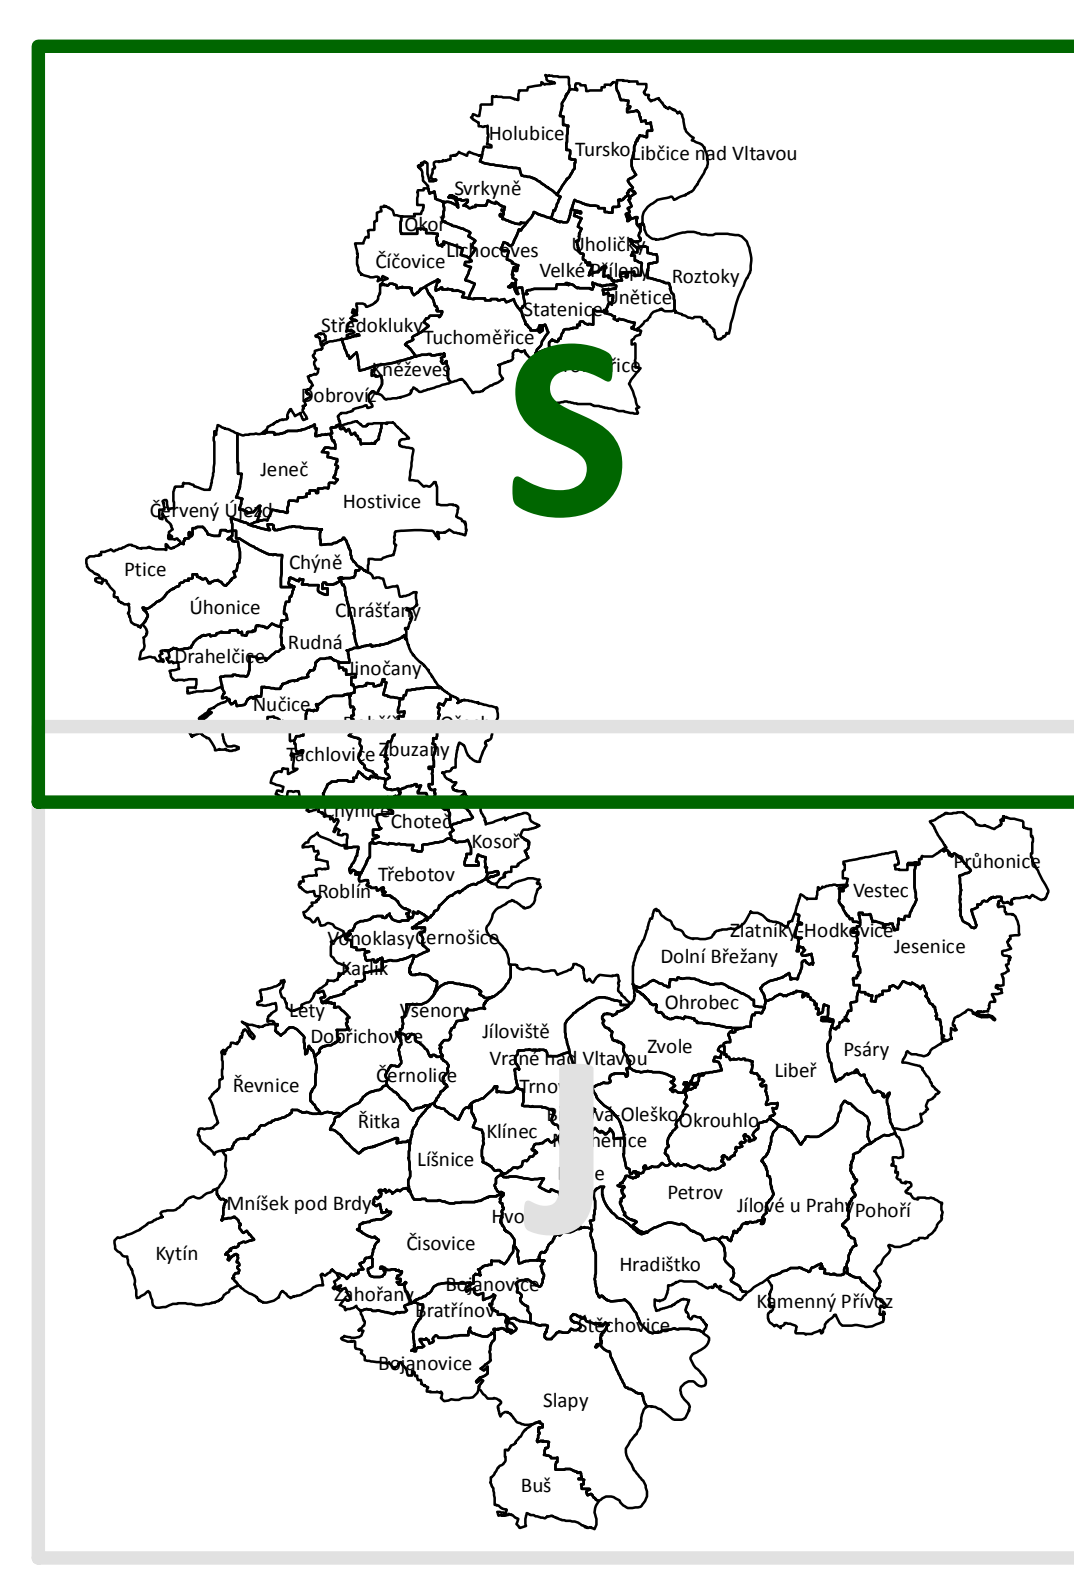 Holubice
Tursko
Libčice nad Vltavou
Svrkyně
Okoř
Lichoceves
Číčovice
Úholičky
Velké Přílepy
Roztoky
Únětice
Statenice
Středokluky
Tuchoměřice
Kněževes
Dobrovíz
S
Jeneč
Hostivice
Červený Újezd
Ptice
Chýně
Úhonice
Chrášťany
Rudná
Drahelčice
Jinočany
Nučice
Tachlovice
Zbuzany
Chýnice
Choteč
Kosoř
Průhonice
Třebotov
Vestec
Roblín
Zlatníky-Hodkovice
Vonoklasy
Černošice
Jesenice
Dolní Břežany
Karlík
Ohrobec
Lety
Všenory
Dobřichovice
Jíloviště
Zvole
Psáry
Vrané nad Vltavou
Libeř
Řevnice
Černolice
Trnov
Okrouhlo
Řitka
Klínec
Líšnice
J
Petrov
Mníšek pod Brdy
Jílové u Prahy
Pohoří
Hvo
Čisovice
Kytín
Hradištko
Bojanovice
Zahořany
Kamenný Přívoz
Bratřínov
Štěchovice
Bojanovice
Slapy
Buš